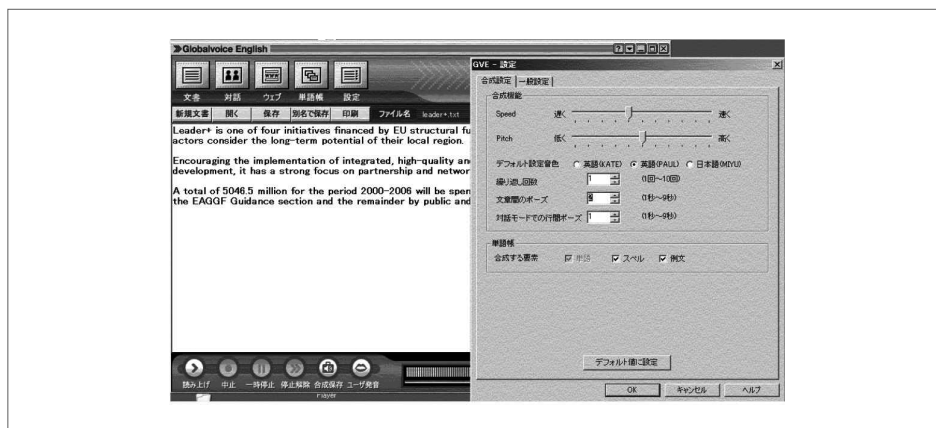 Globalvoice English
文書 対話 ウェブ 単語帳 設定
新規文書 開く 保存 別名で保存 印刷 ファイル名 leader+.txt
Leader+ is one of four initiatives financed by EU structural fu
actors consider the long-term potential of their local region.
Encouraging the implementation of integrated, high-quality an
development, it has a strong focus on partnership and networ
A total of 5046.5 million for the period 2000-2006 will be spen
the EAGGF Guidance section and the remainder by public and
読み上げ 中止 一時停止 停止解除 合成保存 ユーザ発音
Player
GVE - 設定
合成設定 一般設定
合成機能
Speed 遅く 速く
Pitch 低く 高く
デフォルト設定音色 英語(KATE) 英語(PAUL) 日本語(MIYU)
繰り返し回数 1 (1回～10回)
文章間のポーズ (1秒～9秒)
対話モードでの行間ポーズ 1 (1秒～9秒)
単語帳
合成する要素 単語 スペル 例文
デフォルト値に設定
OK キャンセル ヘルプ